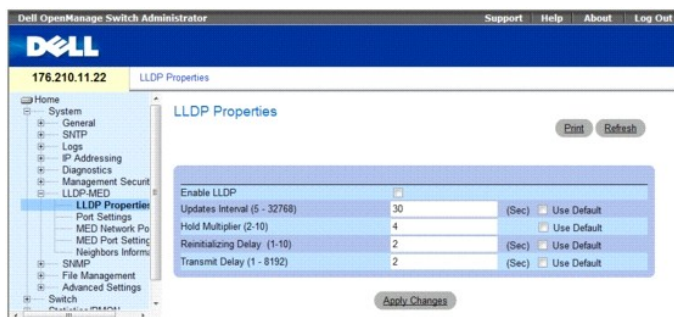 Dell OpenManage Switch Administrator Support Help About Log Out
DELL
176.210.11.22 LLDP Properties
Home
System
General
SNTP
Logs
IP Addressing
Diagnostics
Management Securit
LLDP-MED
LLDP Propertie
Port Settings
MED Network Po
MED Port Setting
Neighbors Informa
SNMP
File Management
Advanced Settings
Switch
Statistics/RMON
LLDP Properties
Print Refresh
Enable LLDP
Updates Interval (5 - 32768) 30 (Sec) Use Default
Hold Multiplier (2-10) 4 Use Default
Reinitializing Delay (1-10) 2 (Sec) Use Default
Transmit Delay (1 - 8192) 2 (Sec) Use Default
Apply Changes